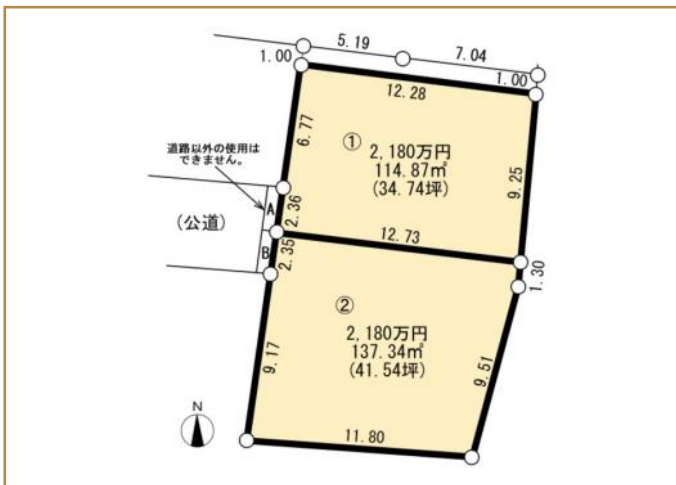 5.19
7.04
1.00
1.00
12.28
6.77
①
2,180万円
114.87㎡
(34.74坪)
9.25
道路以外の使用は
できません。
A
2.36
(公道)
12.73
B
2.35
1.30
②
2,180万円
137.34㎡
(41.54坪)
9.17
9.51
N
11.80